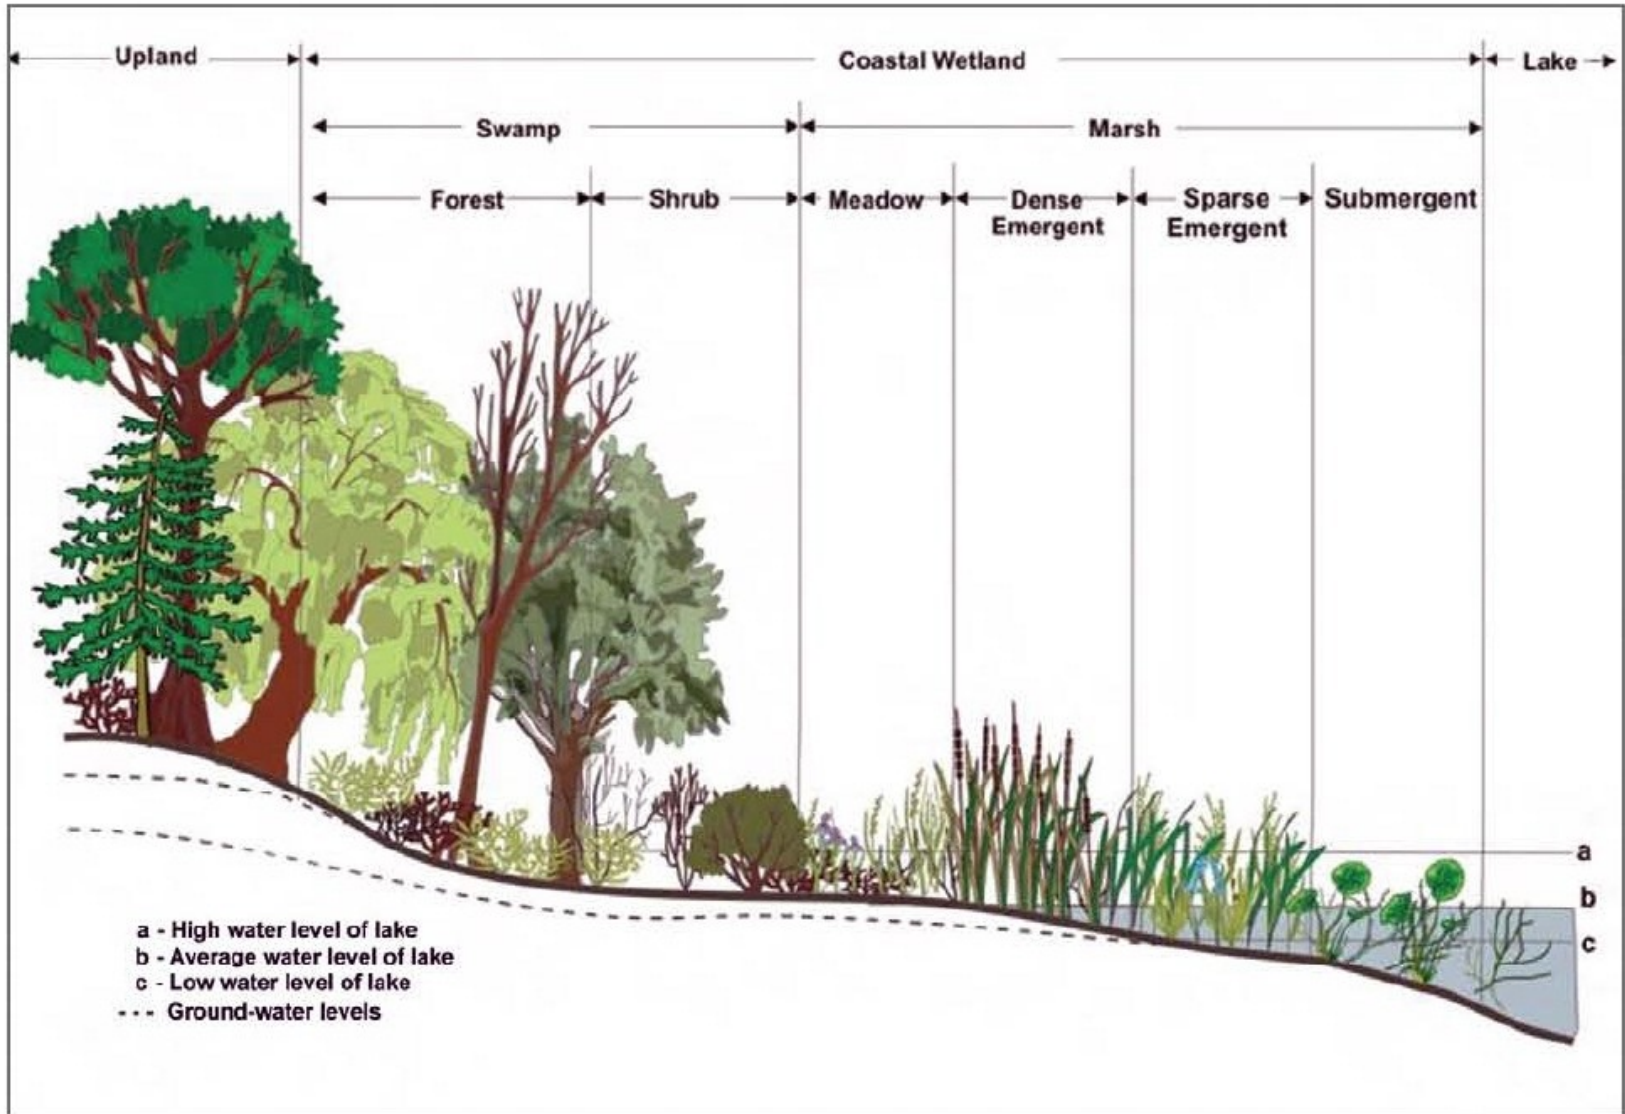 Upland
Coastal Wetland
Lake
Swamp
Marsh
Forest
Shrub
Meadow
Dense
Emergent
Sparse
Emergent
Submergent
a
b
c
a - High water level of lake
b - Average water level of lake
c - Low water level of lake
--- Ground-water levels